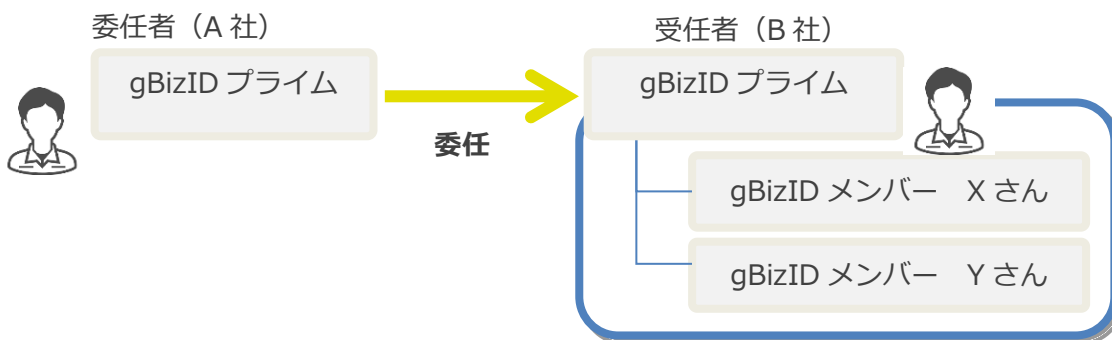 委任者（A 社）
gBizID プライム
委任
受任者（B 社）
gBizID プライム
gBizID メンバー　X さん
gBizID メンバー　Y さん